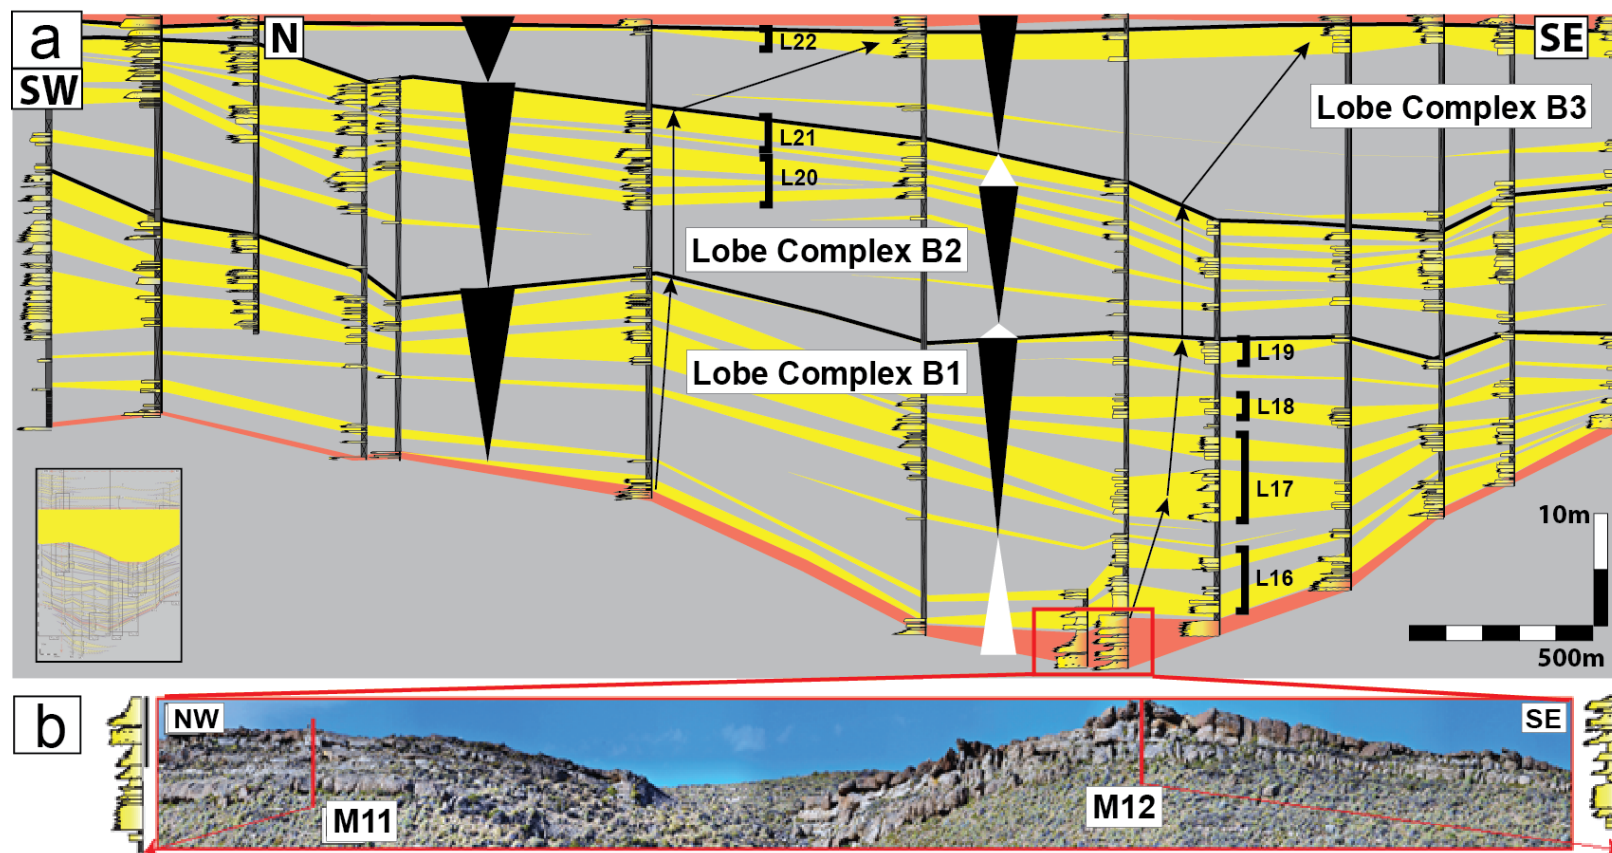 a
N
SE
SW
L22
Lobe Complex B3
L21
L20
Lobe Complex B2
L19
Lobe Complex B1
L18
L17
10m
L16
500m
b
NW
SE
M11
M12